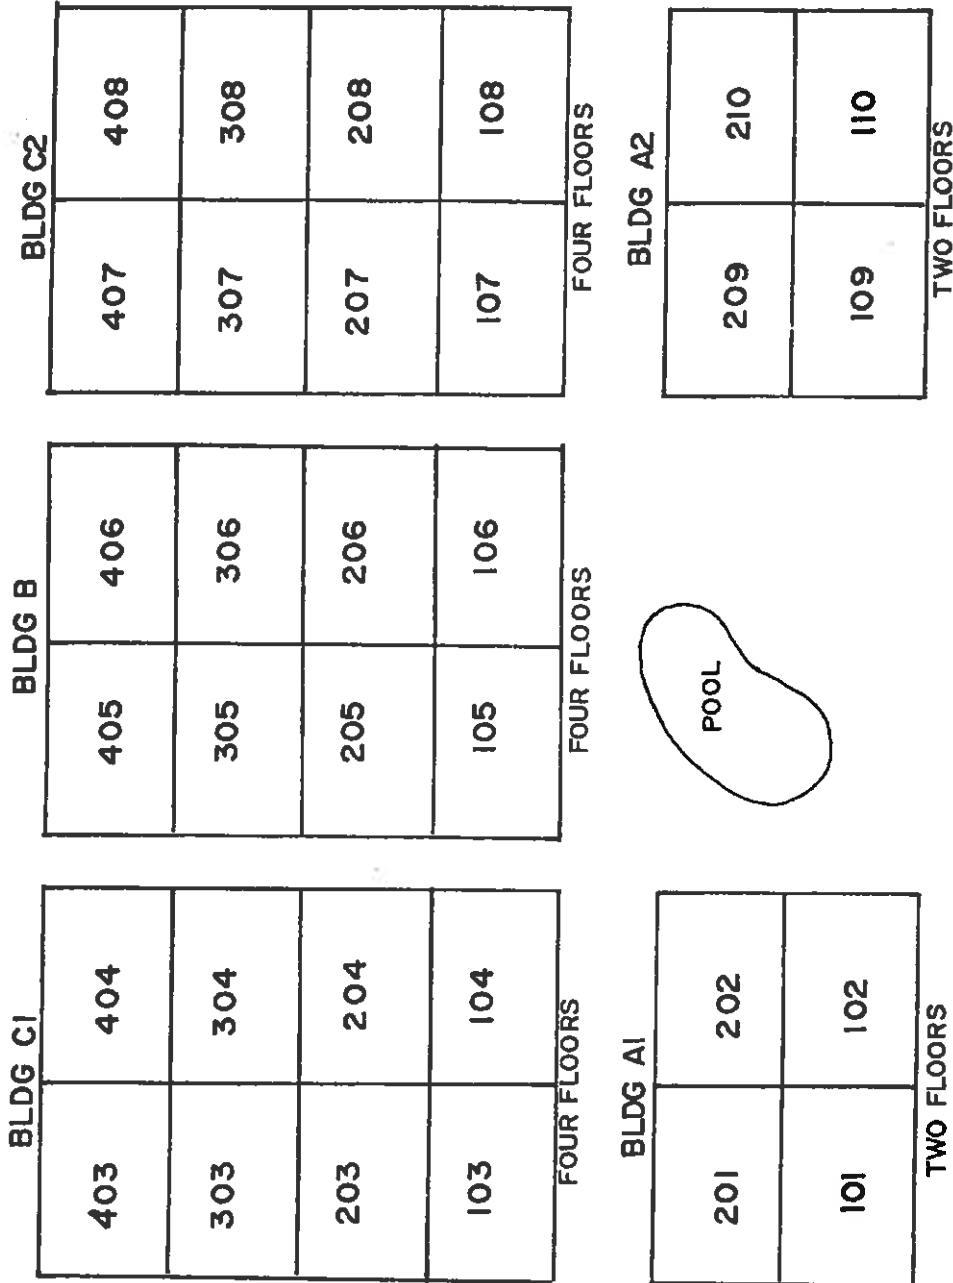 BLDG C1
403 404
303 304
203 204
103 104
FOUR FLOORS
BLDG B
405 406
305 306
205 206
105 106
FOUR FLOORS
BLDG C2
407 408
307 308
207 208
107 108
FOUR FLOORS
BLDG A1
201 202
101 102
TWO FLOORS
POOL
BLDG A2
209 210
109 110
TWO FLOORS